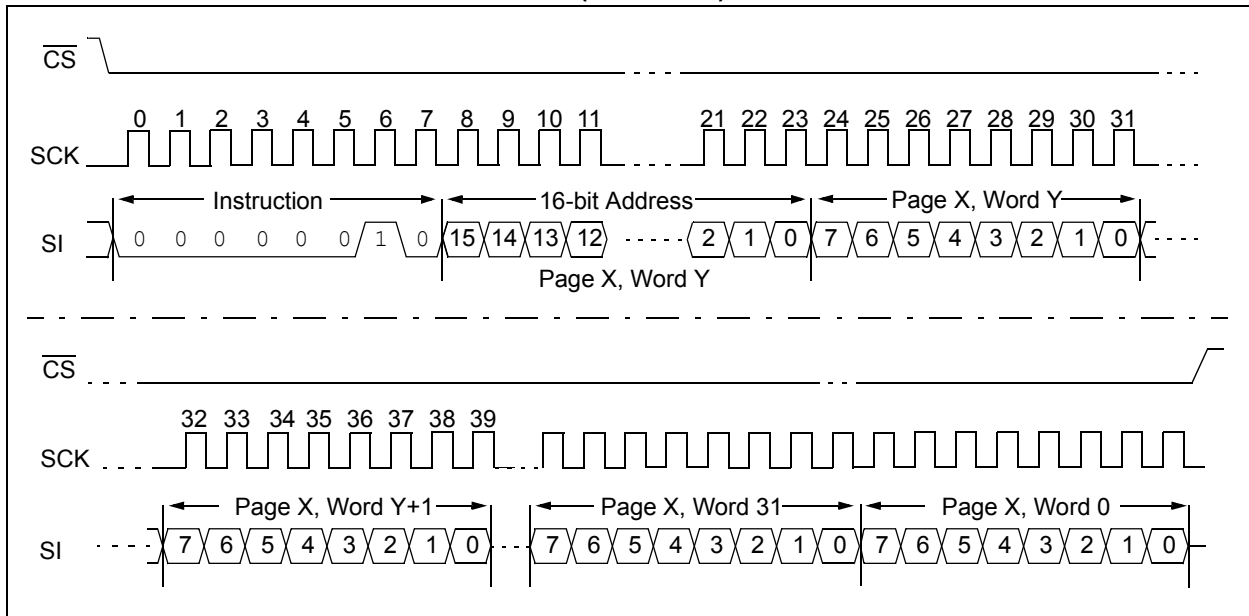 CS
0 1 2 3 4 5 6 7 8 9 10 11 21 22 23 24 25 26 27 28 29 30 31
SCK
Instruction 16-bit Address Page X, Word Y
SI 0 0 0 0 0 0 1 0 15 14 13 12 2 1 0 7 6 5 4 3 2 1 0
Page X, Word Y
CS
32 33 34 35 36 37 38 39
SCK
Page X, Word Y+1 Page X, Word 31 Page X, Word 0
SI 7 6 5 4 3 2 1 0 7 6 5 4 3 2 1 0 7 6 5 4 3 2 1 0